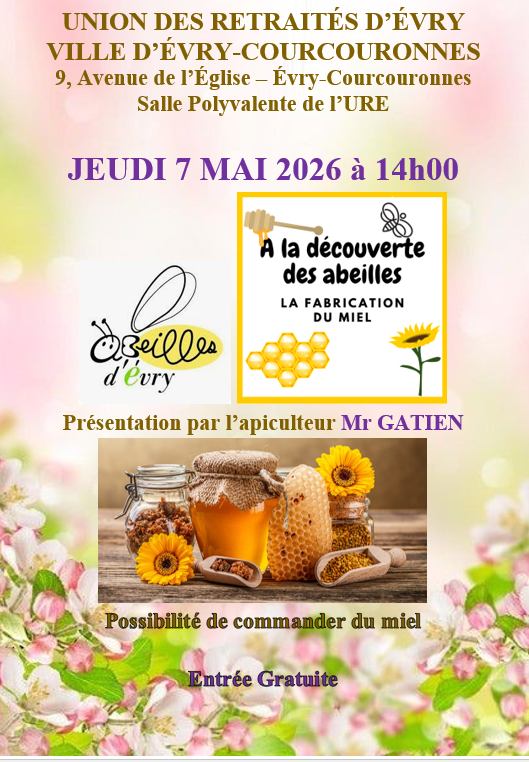 UNION DES RETRAITÉS D’ÉVRY
VILLE D’ÉVRY-COURCOURONNES
9, Avenue de l’Église – Évry-Courcouronnes
Salle Polyvalente de l’URE
JEUDI 7 MAI 2026 à 14h00
Abeilles
d'évry
A la découverte
des abeilles
LA FABRICATION
DU MIEL
Présentation par l’apiculteur Mr GATIEN
Possibilité de commander du miel
Entrée Gratuite